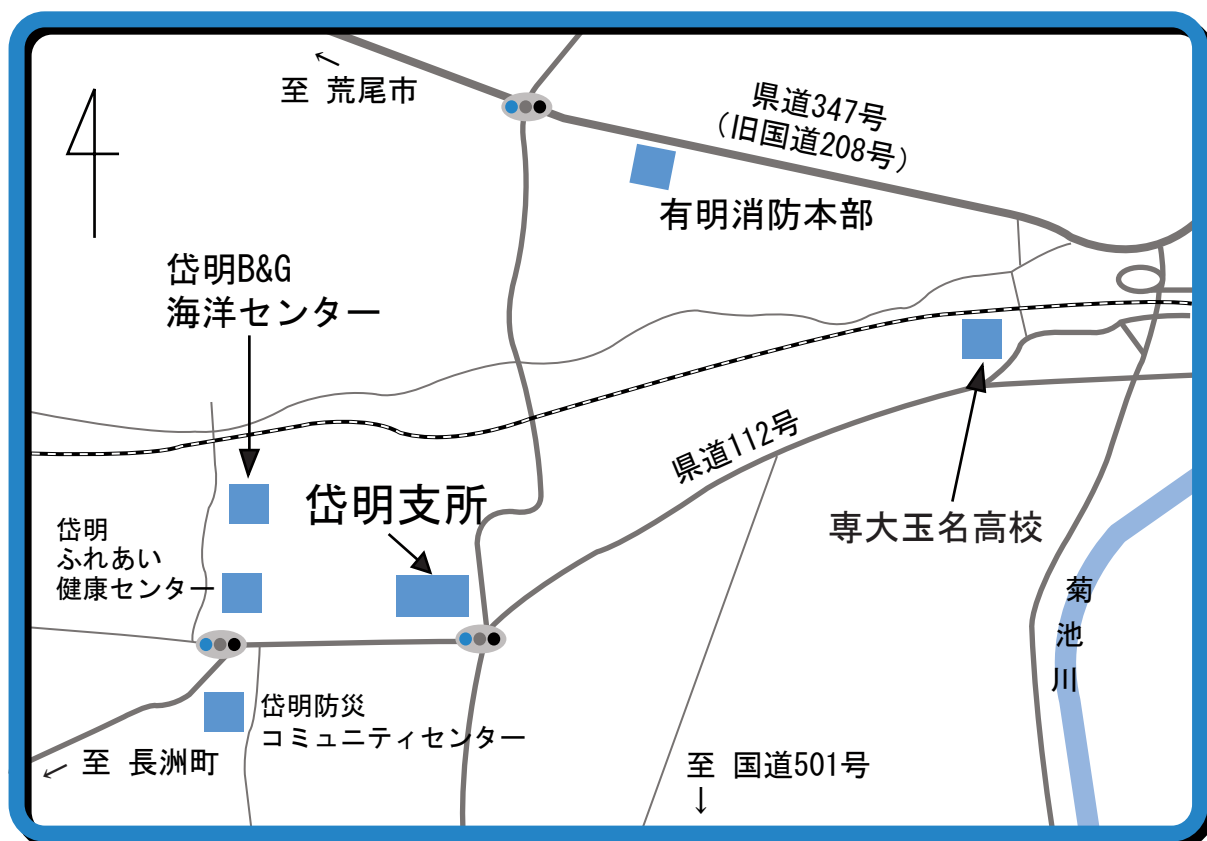 至 荒尾市
県道347号
（旧国道208号）
有明消防本部
岱明B&G
海洋センター
県道112号
岱明支所
専大玉名高校
岱明
ふれあい
健康センター
菊池川
岱明防災
コミュニティセンター
至 長洲町
至 国道501号